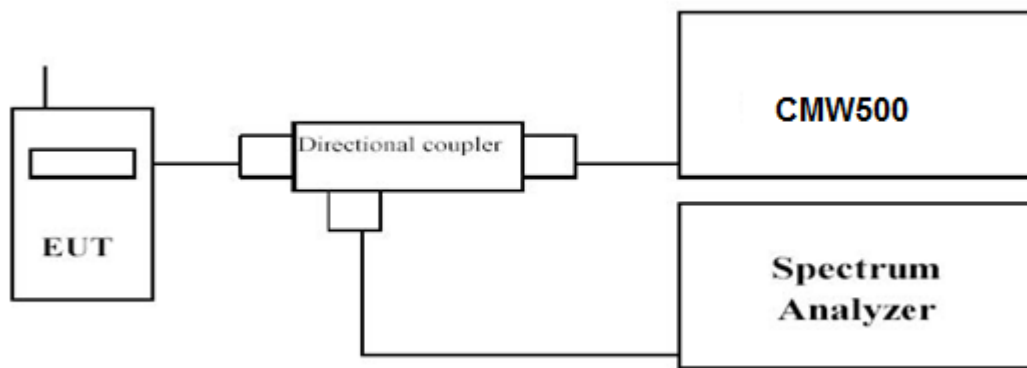 Directional coupler
CMW500
EUT
Spectrum
Analyzer